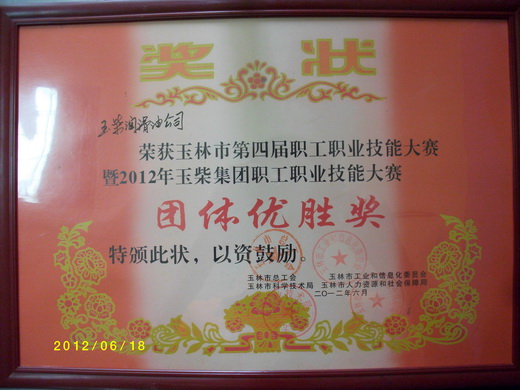 奖 状
玉柴润滑油公司
荣获玉林市第四届职工职业技能大赛
暨2012年玉柴集团职工职业技能大赛
团体优胜奖
特颁此状，以资鼓励。
玉林市总工会 玉林市工业和信息化委员会
玉林市科学技术局 玉林市人力资源和社会保障局
二〇一二年六月
2012/06/18